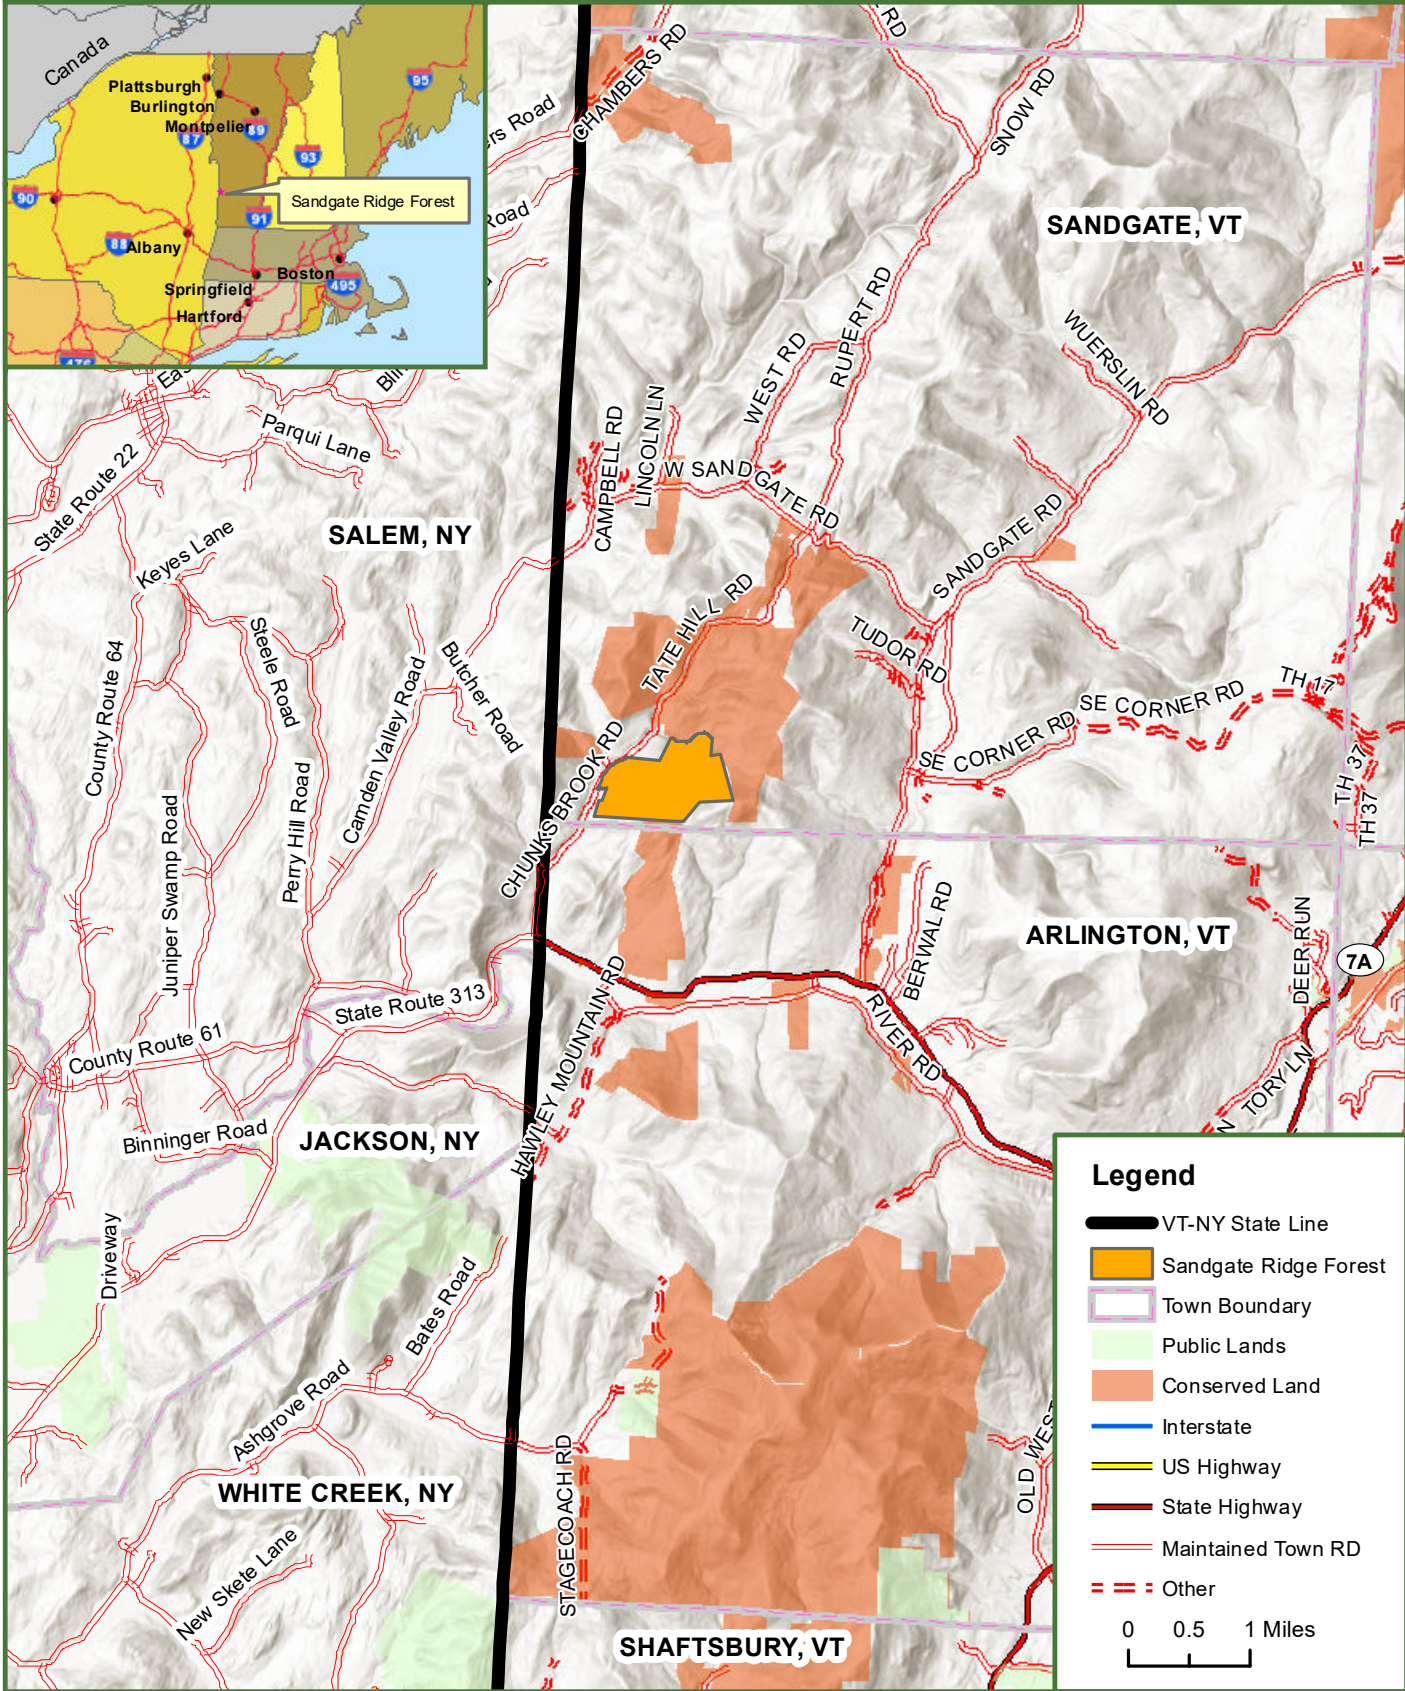 Canada
Plattsburgh
Burlington
Montpelier
95
89
87
93
Sandgate Ridge Forest
90
91
88
Albany
Boston
495
Springfield
Hartford
CHAMBERS RD
RD
SNOW RD
Road
SANDGATE, VT
RUPERT RD
WEST RD
WUERSLIN RD
Parqui Lane
State Route 22
CAMPBELL RD
LINCOLN LN
W SANDGATE RD
SALEM, NY
Keyes Lane
SANDGATE RD
TATE HILL RD
TUDOR RD
Steele Road
County Route 64
Butcher Road
Camden Valley Road
TH 17
SE CORNER RD
SE CORNER RD
CHUNKS BROOK RD
Perry Hill Road
Juniper Swamp Road
TH 37
TH 37
BERWAL RD
DEER RUN
ARLINGTON, VT
7A
State Route 313
HAWLEY MOUNTAIN RD
RIVER RD
County Route 61
TORY LN
N
Binninger Road
JACKSON, NY
Driveway
Bates Road
Ashgrove Road
WHITE CREEK, NY
STAGECOACH RD
New Skete Lane
SHAFTSBURY, VT
OLD WEST
Legend
VT-NY State Line
Sandgate Ridge Forest
Town Boundary
Public Lands
Conserved Land
Interstate
US Highway
State Highway
Maintained Town RD
Other
0 0.5 1 Miles